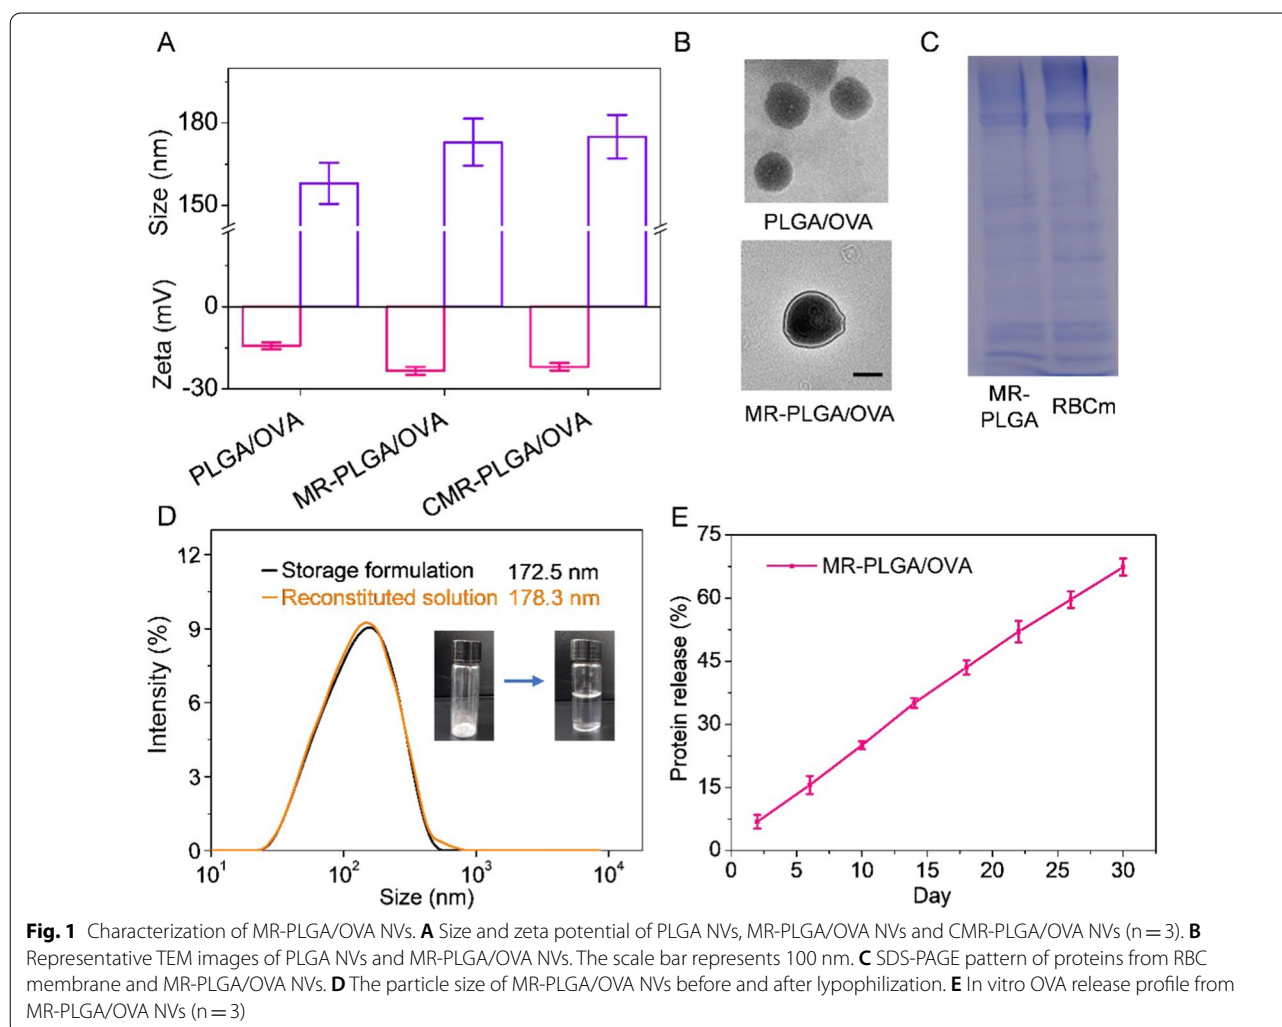 A
Size (nm)
180
150
Zeta (mV)
0
-30
PLGA/OVA
MR-PLGA/OVA
CMR-PLGA/OVA
B
PLGA/OVA
MR-PLGA/OVA
C
MR-
PLGA
RBCm
D
Intensity (%)
12
9
6
3
0
Storage formulation 172.5 nm
Reconstituted solution 178.3 nm
10¹ 10² 10³ 10⁴
Size (nm)
E
Protein release (%)
75
60
45
30
15
0
MR-PLGA/OVA
0 5 10 15 20 25 30
Day
Fig. 1 Characterization of MR-PLGA/OVA NVs. A Size and zeta potential of PLGA NVs, MR-PLGA/OVA NVs and CMR-PLGA/OVA NVs (n = 3). B
Representative TEM images of PLGA NVs and MR-PLGA/OVA NVs. The scale bar represents 100 nm. C SDS-PAGE pattern of proteins from RBC
membrane and MR-PLGA/OVA NVs. D The particle size of MR-PLGA/OVA NVs before and after lypophilization. E In vitro OVA release profile from
MR-PLGA/OVA NVs (n = 3)